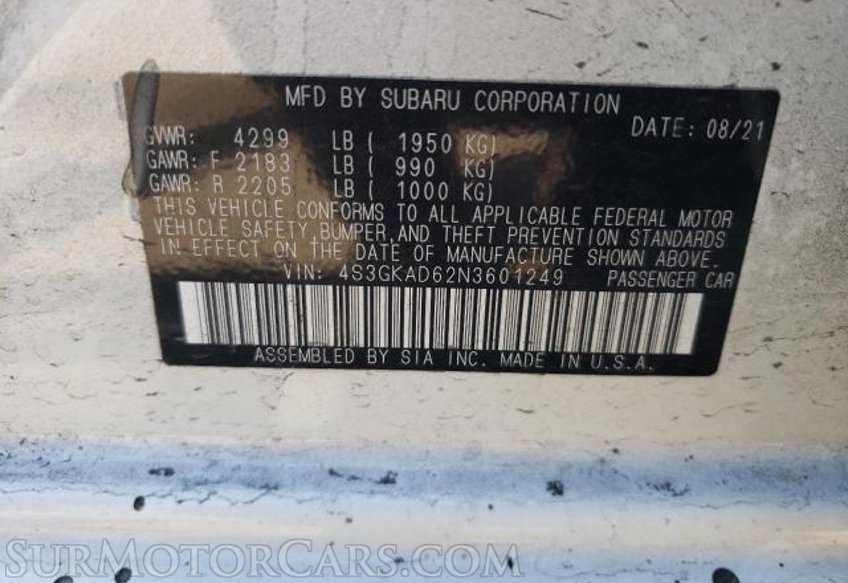 MFD BY SUBARU CORPORATION
DATE: 08/21
GVWR: 4299 LB ( 1950 KG)
GAWR: F 2183 LB ( 990 KG)
GAWR: R 2205 LB ( 1000 KG)
THIS VEHICLE CONFORMS TO ALL APPLICABLE FEDERAL MOTOR
VEHICLE SAFETY, BUMPER, AND THEFT PREVENTION STANDARDS
IN EFFECT ON THE DATE OF MANUFACTURE SHOWN ABOVE.
VIN: 4S3GKAD62N3601249 PASSENGER CAR
ASSEMBLED BY SIA INC. MADE IN U.S.A.
SURMOTORCARS.COM